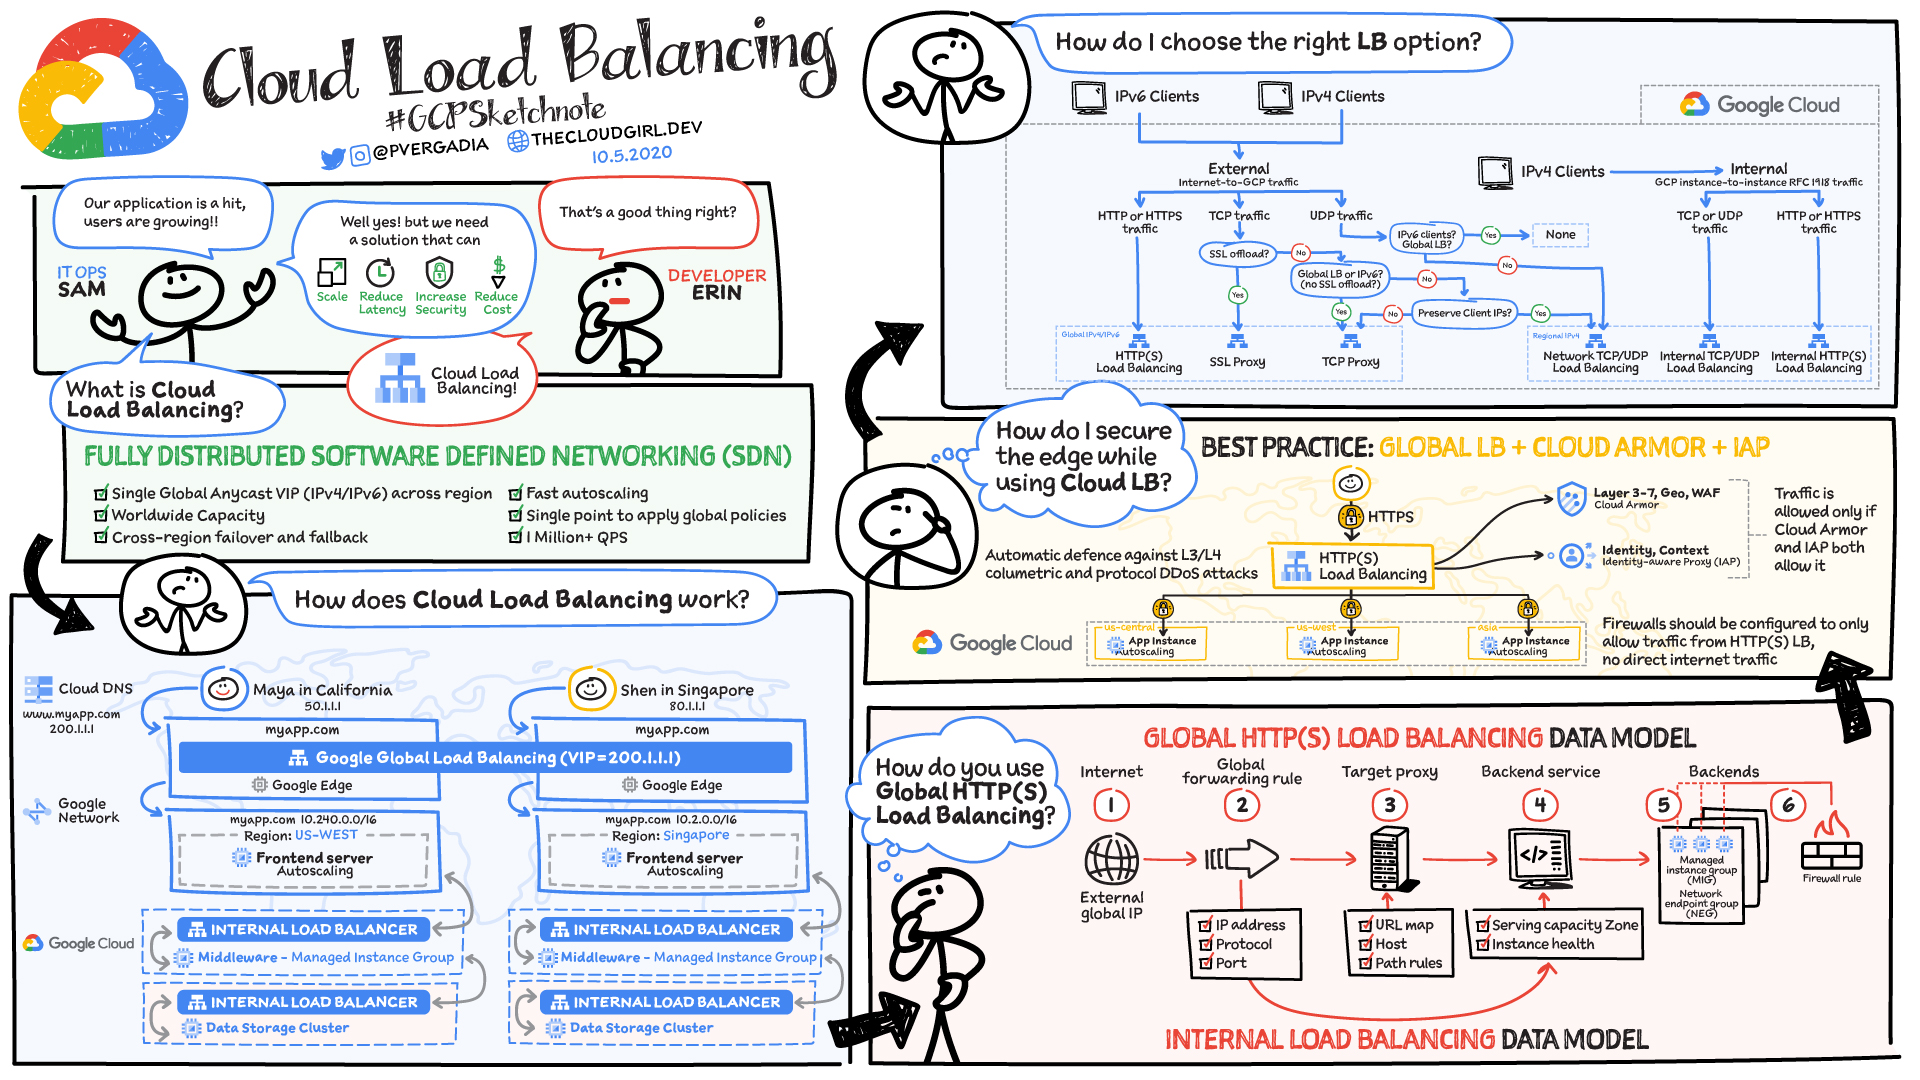 Cloud Load Balancing
#GCPSketchnote
@PVERGADIA
THECLOUDGIRL.DEV
10.5.2020
Our application is a hit,
users are growing!!
IT OPS
SAM
Well yes! but we need
a solution that can
Scale
Reduce
Latency
Increase
Security
$
Reduce
Cost
That's a good thing right?
DEVELOPER
ERIN
What is Cloud
Load Balancing?
Cloud Load
Balancing!
FULLY DISTRIBUTED SOFTWARE DEFINED NETWORKING (SDN)
Single Global Anycast VIP (IPv4/IPv6) across region
Worldwide Capacity
Cross-region failover and fallback
Fast autoscaling
Single point to apply global policies
1 Million+ QPS
How does Cloud Load Balancing work?
Cloud DNS
www.myapp.com
200.1.1.1
Maya in California
50.1.1.1
Shen in Singapore
80.1.1.1
myapp.com
myapp.com
Google Global Load Balancing (VIP=200.1.1.1)
Google Edge
Google Edge
Google
Network
myapp.com 10.240.0.0/16
Region: US-WEST
Frontend server
Autoscaling
myapp.com 10.2.0.0/16
Region: Singapore
Frontend server
Autoscaling
Google Cloud
INTERNAL LOAD BALANCER
Middleware - Managed Instance Group
INTERNAL LOAD BALANCER
Data Storage Cluster
INTERNAL LOAD BALANCER
Middleware - Managed Instance Group
INTERNAL LOAD BALANCER
Data Storage Cluster
How do you use
Global HTTP(S)
Load Balancing?
GLOBAL HTTP(S) LOAD BALANCING DATA MODEL
Internet
1
External
global IP
Global
forwarding rule
2
IP address
Protocol
Port
Target proxy
3
URL map
Host
Path rules
Backend service
4
</>
Serving capacity Zone
Instance health
Backends
5
Managed
instance group
(MIG)
Network
endpoint group
(NEG)
6
Firewall rule
INTERNAL LOAD BALANCING DATA MODEL
How do I secure
the edge while
using Cloud LB?
BEST PRACTICE: GLOBAL LB + CLOUD ARMOR + IAP
HTTPS
Automatic defence against L3/L4
columetric and protocol DDoS attacks
HTTP(S)
Load Balancing
Layer 3-7, Geo, WAF
Cloud Armor
Identity, Context
Identity-aware Proxy (IAP)
Traffic is
allowed only if
Cloud Armor
and IAP both
allow it
Google Cloud
us-central
App Instance
Autoscaling
us-west
App Instance
Autoscaling
asia
App Instance
Autoscaling
Firewalls should be configured to only
allow traffic from HTTP(S) LB,
no direct internet traffic
How do I choose the right LB option?
IPv6 Clients
IPv4 Clients
Google Cloud
External
Internet-to-GCP traffic
IPv4 Clients
Internal
GCP instance-to-instance RFC 1918 traffic
HTTP or HTTPS
traffic
TCP traffic
UDP traffic
IPv6 clients?
Global LB?
Yes
None
TCP or UDP
traffic
HTTP or HTTPS
traffic
SSL offload?
No
No
Global LB or IPv6?
(no SSL offload?)
No
Yes
Yes
No
Preserve Client IPs?
Yes
Global IPv4/IPv6
HTTP(S)
Load Balancing
SSL Proxy
TCP Proxy
Regional IPv4
Network TCP/UDP
Load Balancing
Internal TCP/UDP
Load Balancing
Internal HTTP(S)
Load Balancing